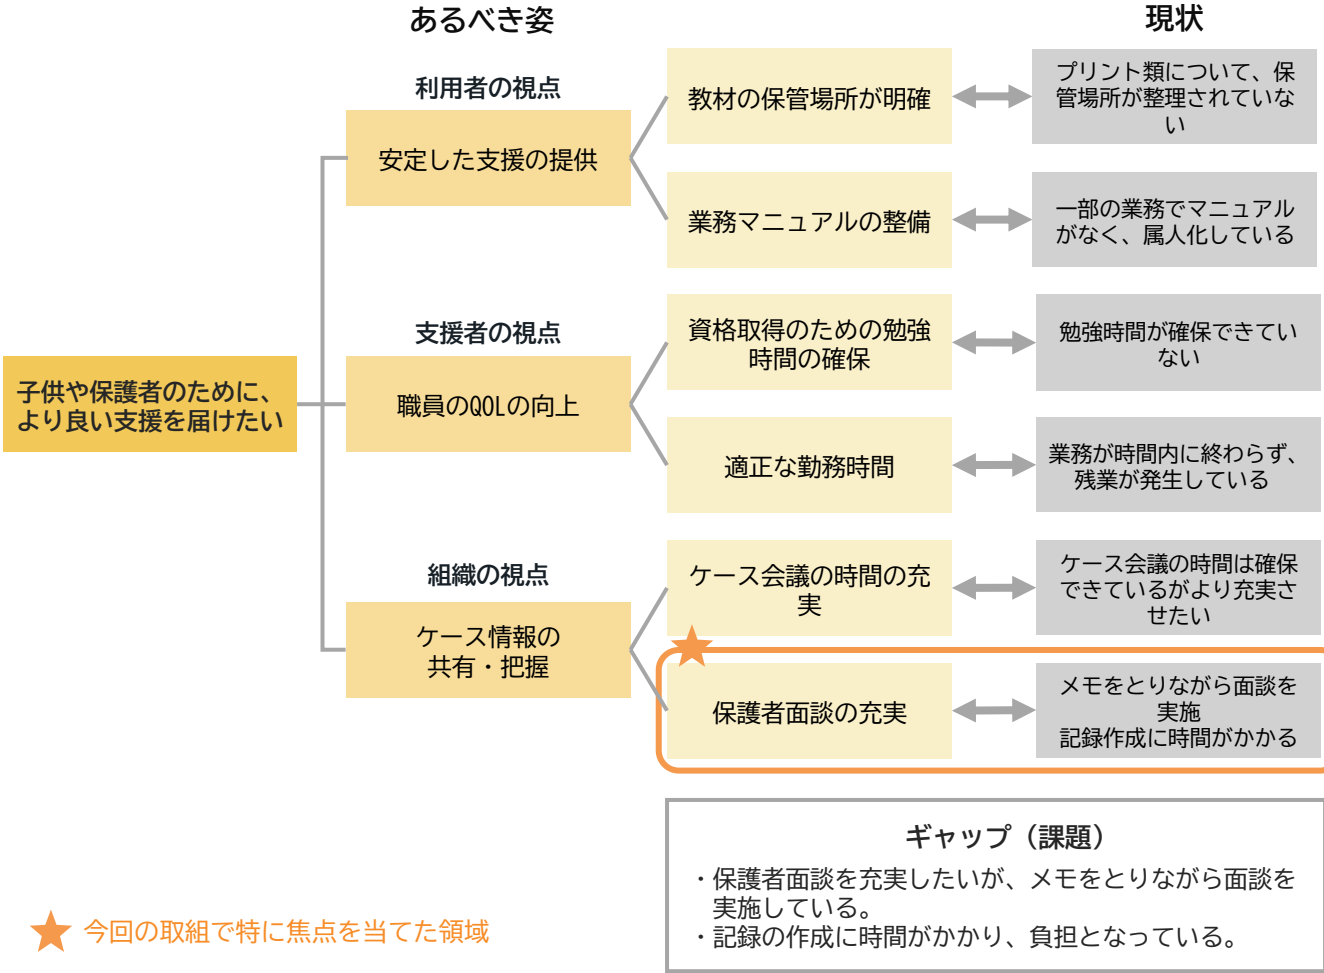 あるべき姿
現状
利用者の視点
安定した支援の提供
教材の保管場所が明確
プリント類について、保
管場所が整理されていな
い
業務マニュアルの整備
一部の業務でマニュアル
がなく、属人化している
子供や保護者のために、
より良い支援を届けたい
支援者の視点
職員のQOLの向上
資格取得のための勉強
時間の確保
勉強時間が確保できてい
ない
適正な勤務時間
業務が時間内に終わらず、
残業が発生している
組織の視点
ケース情報の
共有・把握
ケース会議の時間の充
実
ケース会議の時間は確保
できているがより充実さ
せたい
保護者面談の充実
メモをとりながら面談を
実施
記録作成に時間がかかる
ギャップ（課題）
・保護者面談を充実したいが、メモをとりながら面談を
実施している。
・記録の作成に時間がかかり、負担となっている。
今回の取組で特に焦点を当てた領域